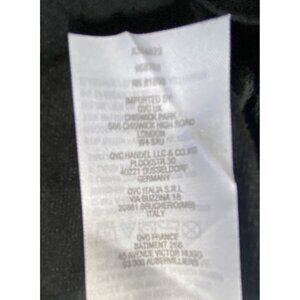 IMPORTED BY
QVC UK
CHISWICK PARK
566 CHISWICK HIGH ROAD
LONDON
W4 5XU
QVC HANDEL LLC & CO. KG
PLOCKSTR. 30
40221 DUSSELDORF
GERMANY
QVC ITALIA S.R.L
VIA GUZZINA 18
20861 BRUGHERIO(MB)
ITALY
QVC FRANCE
BATIMENT 256
45 AVENUE VICTOR HUGO
AUBERVILLIERS